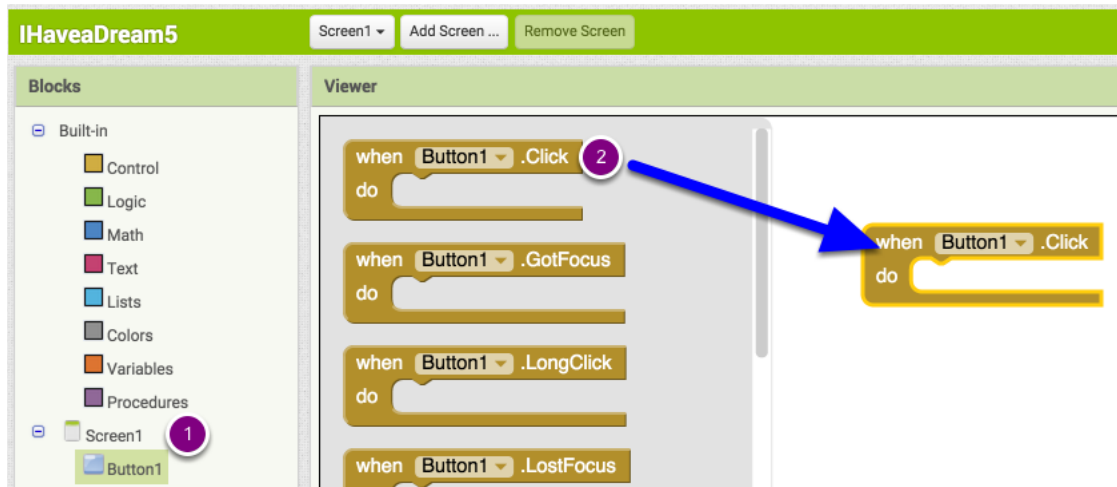 IHaveaDream5
Screen1
Add Screen ...
Remove Screen
Blocks
Viewer
Built-in
Control
Logic
Math
Text
Lists
Colors
Variables
Procedures
Screen1
1
Button1
when Button1 .Click
2
do
when Button1 .GotFocus
do
when Button1 .LongClick
do
when Button1 .LostFocus
when Button1 .Click
do